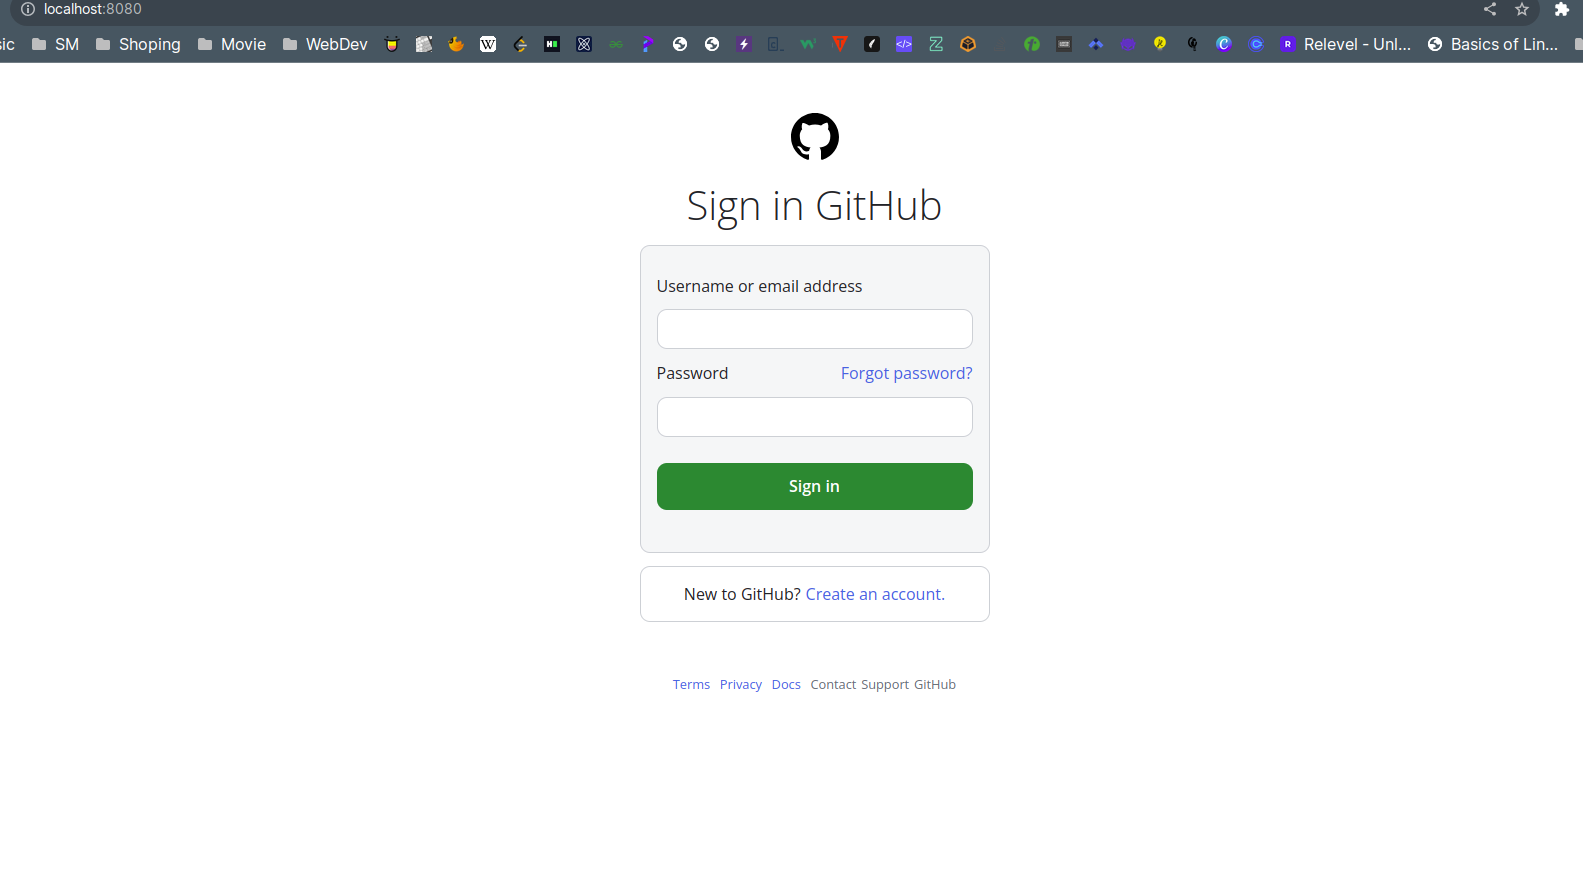 localhost:8080
sic SM Shoping Movie WebDev Relevel - Unl... Basics of Lin...
Sign in GitHub
Username or email address
Password Forgot password?
Sign in
New to GitHub? Create an account.
Terms Privacy Docs Contact Support GitHub